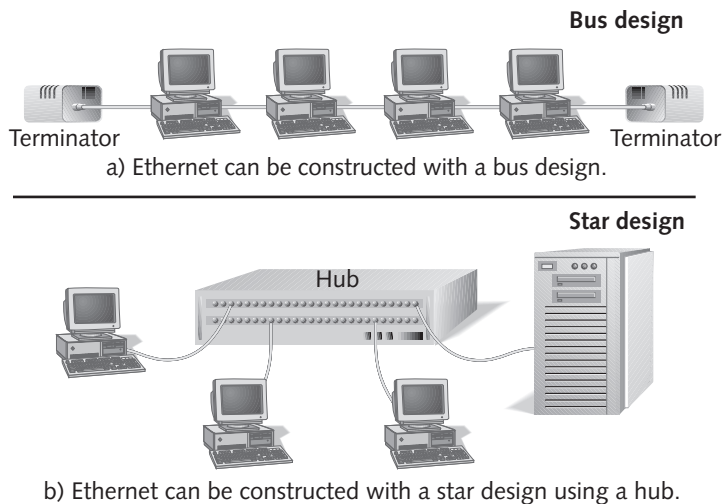 Bus design
Terminator
Terminator
a) Ethernet can be constructed with a bus design.
Star design
Hub
b) Ethernet can be constructed with a star design using a hub.